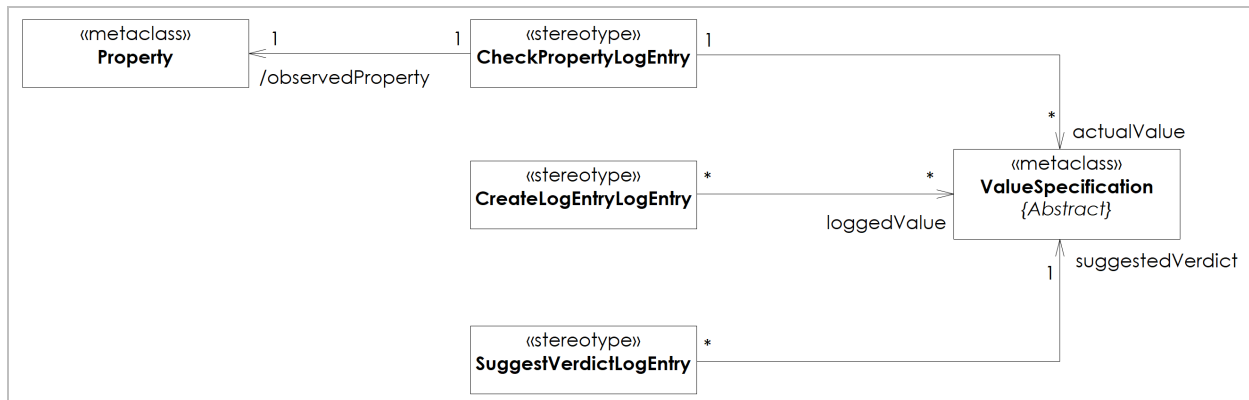 «metaclass»
Property
1
1
/observedProperty
«stereotype»
CheckPropertyLogEntry
1
*
actualValue
«stereotype»
CreateLogEntryLogEntry
*
*
loggedValue
«metaclass»
ValueSpecification
{Abstract}
suggestedVerdict
1
«stereotype»
SuggestVerdictLogEntry
*